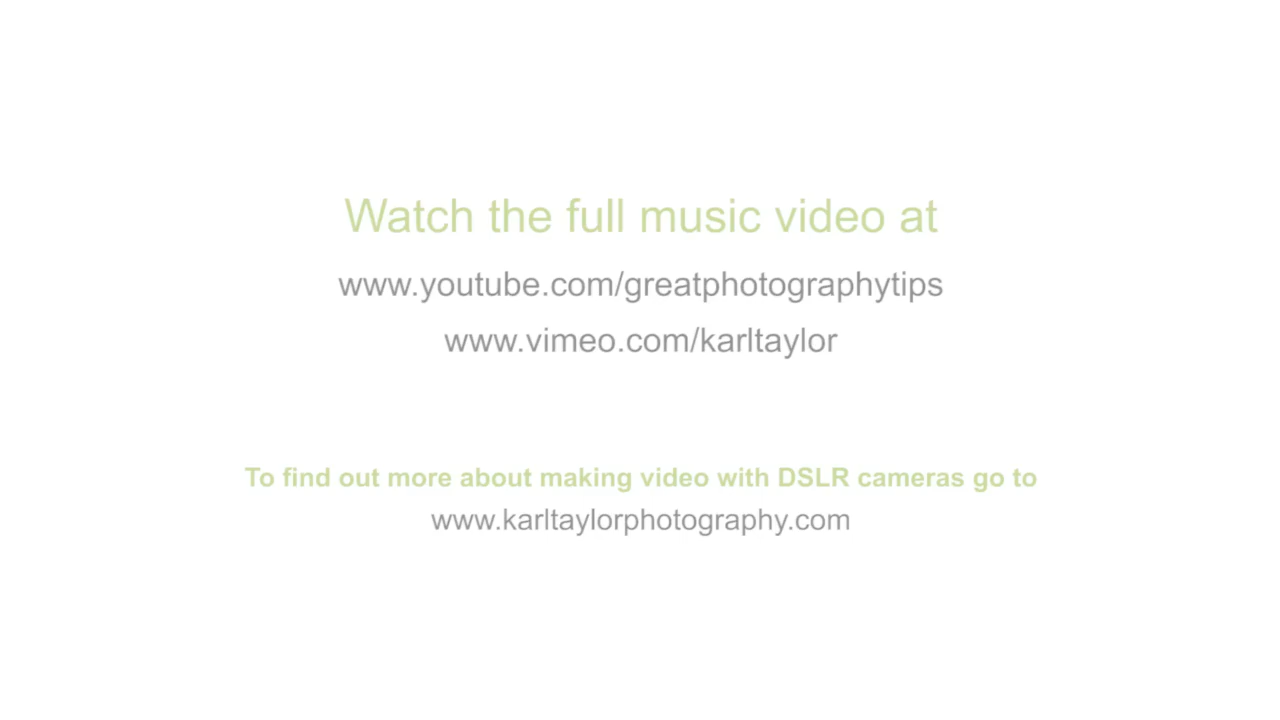 Watch the full music video at
www.youtube.com/greatphotographytips
www.vimeo.com/karltaylor
To find out more about making video with DSLR cameras go to
www.karltaylorphotography.com